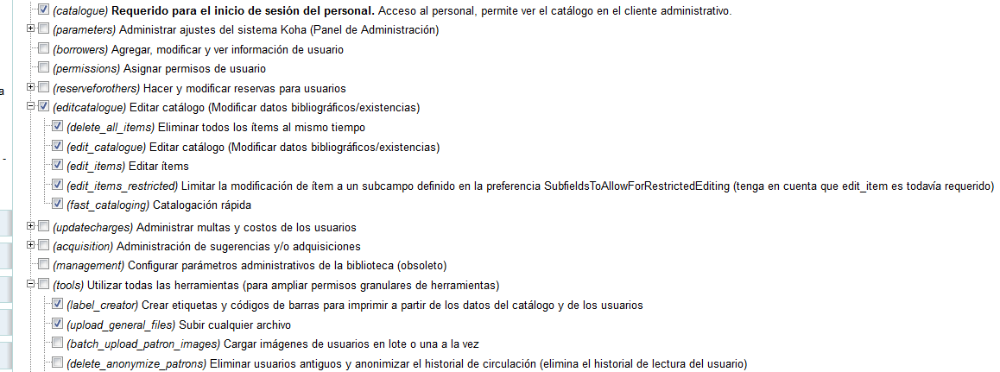 (catalogue) Requerido para el inicio de sesión del personal. Acceso al personal, permite ver el catálogo en el cliente administrativo.
(parameters) Administrar ajustes del sistema Koha (Panel de Administración)
(borrowers) Agregar, modificar y ver información de usuario
(permissions) Asignar permisos de usuario
a
(reserveforothers) Hacer y modificar reservas para usuarios
(editcatalogue) Editar catálogo (Modificar datos bibliográficos/existencias)
(delete_all_items) Eliminar todos los ítems al mismo tiempo
(edit_catalogue) Editar catálogo (Modificar datos bibliográficos/existencias)
-
(edit_items) Editar ítems
(edit_items_restricted) Limitar la modificación de ítem a un subcampo definido en la preferencia SubfieldsToAllowForRestrictedEditing (tenga en cuenta que edit_item es todavía requerido)
(fast_cataloging) Catalogación rápida
(updatecharges) Administrar multas y costos de los usuarios
(acquisition) Administración de sugerencias y/o adquisiciones
(management) Configurar parámetros administrativos de la biblioteca (obsoleto)
(tools) Utilizar todas las herramientas (para ampliar permisos granulares de herramientas)
(label_creator) Crear etiquetas y códigos de barras para imprimir a partir de los datos del catálogo y de los usuarios
(upload_general_files) Subir cualquier archivo
(batch_upload_patron_images) Cargar imágenes de usuarios en lote o una a la vez
(delete_anonymize_patrons) Eliminar usuarios antiguos y anonimizar el historial de circulación (elimina el historial de lectura del usuario)